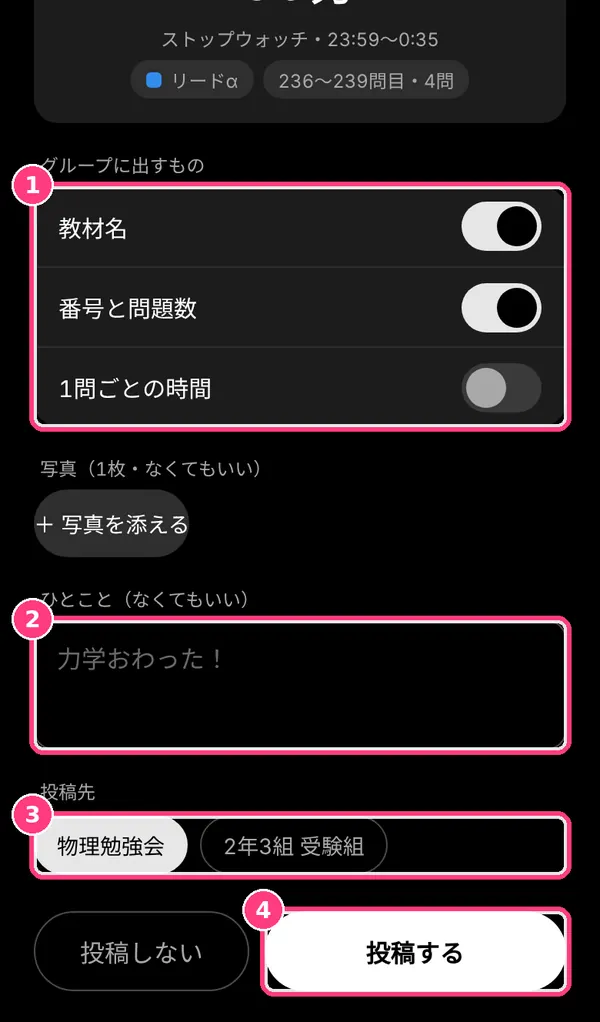 ストップウォッチ・23:59〜0:35
リードα
236〜239問目・4問
グループに出すもの
1
教材名
番号と問題数
1問ごとの時間
写真（1枚・なくてもいい）
＋ 写真を添える
ひとこと（なくてもいい）
2
力学おわった！
投稿先
3
物理勉強会
2年3組 受験組
4
投稿しない
投稿する